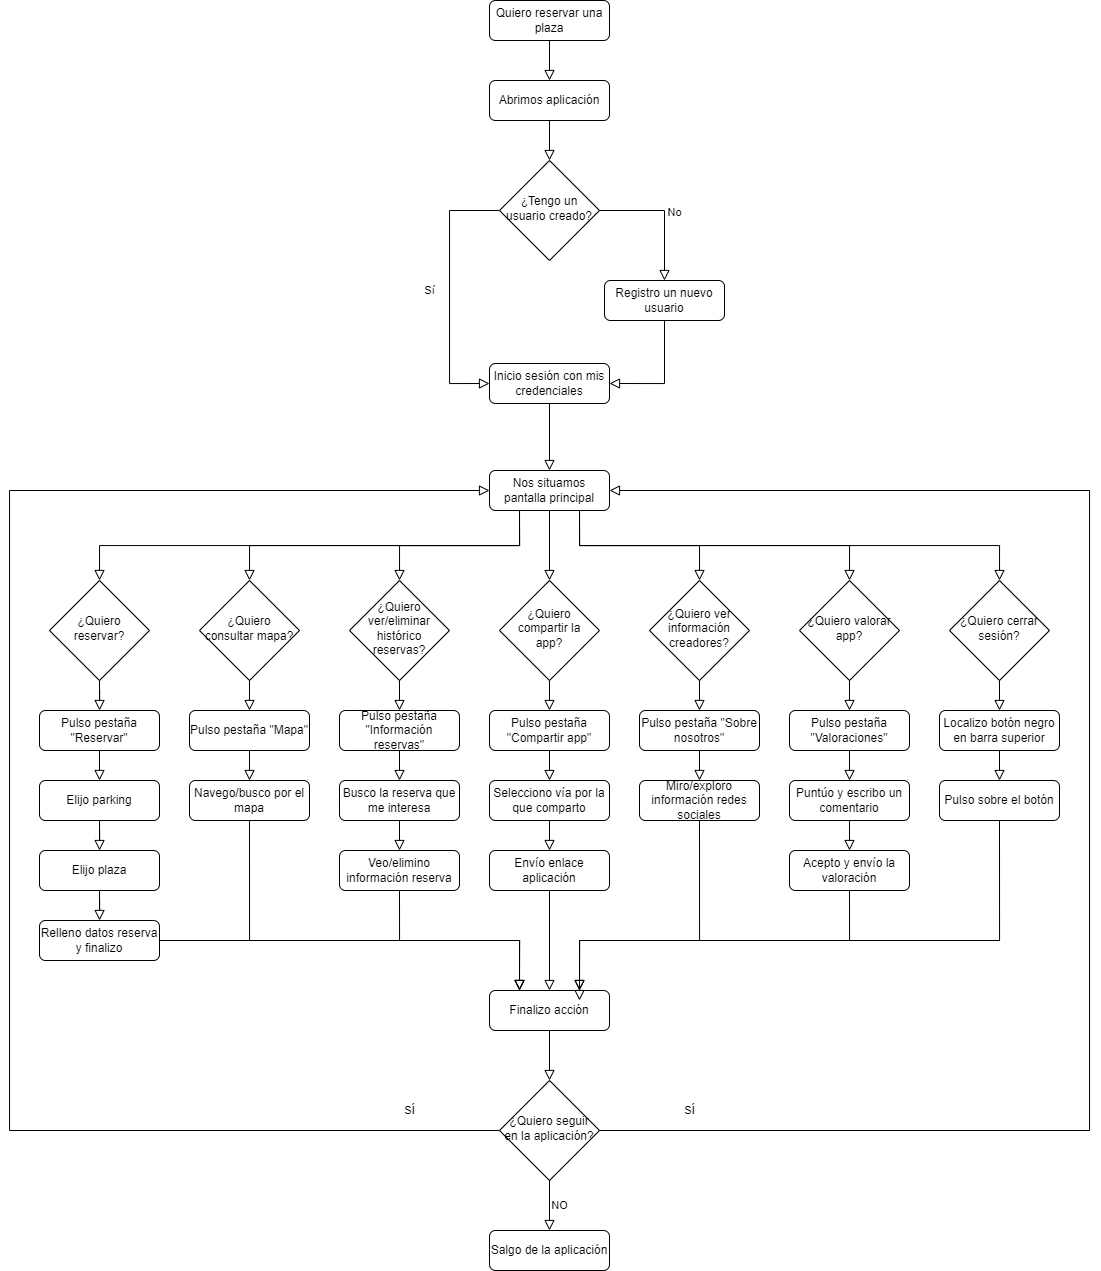 Quiero reservar una
plaza
Abrimos aplicación
¿Tengo un
usuario creado?
No
Sí
Registro un nuevo
usuario
Inicio sesión con mis
credenciales
Nos situamos
pantalla principal
¿Quiero
reservar?
¿Quiero
consultar mapa?
¿Quiero
ver/eliminar
histórico
reservas?
¿Quiero
compartir la
app?
¿Quiero ver
información
creadores?
¿Quiero valorar
app?
¿Quiero cerrar
sesión?
Pulso pestaña
"Reservar"
Pulso pestaña "Mapa"
Pulso pestaña
"Información
reservas"
Pulso pestaña
"Compartir app"
Pulso pestaña "Sobre
nosotros"
Pulso pestaña
"Valoraciones"
Localizo botón negro
en barra superior
Elijo parking
Navego/busco por el
mapa
Busco la reserva que
me interesa
Selecciono vía por la
que comparto
Miro/exploro
información redes
sociales
Puntúo y escribo un
comentario
Pulso sobre el botón
Elijo plaza
Veo/elimino
información reserva
Envío enlace
aplicación
Acepto y envío la
valoración
Relleno datos reserva
y finalizo
Finalizo acción
SÍ
SÍ
¿Quiero seguir
en la aplicación?
NO
Salgo de la aplicación